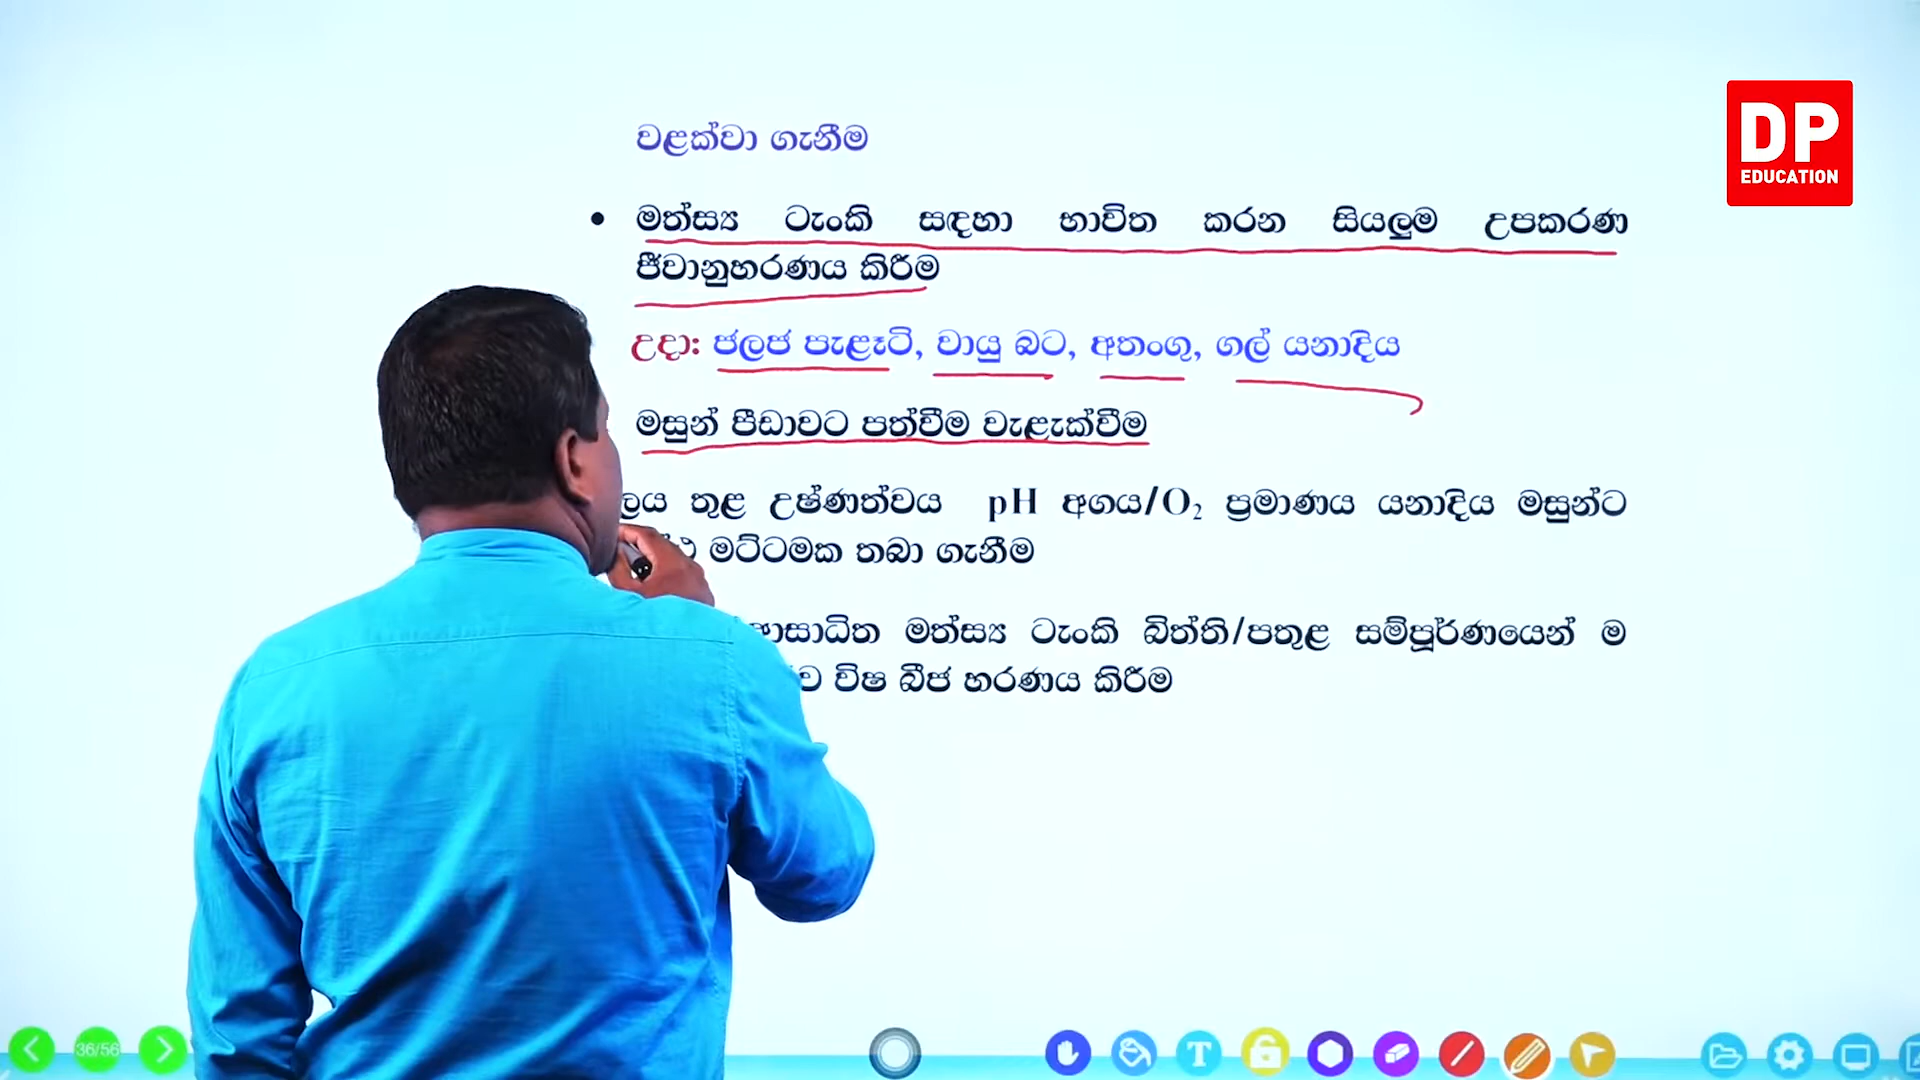 වළක්වා ගැනීම
DP
EDUCATION
• මත්ස්‍ය ටැංකි සඳහා භාවිත කරන සියලුම උපකරණ
ජීවානුහරණය කිරීම
උදා: ජලජ පැළෑටි, වායු බට, අතංගු, ගල් යනාදිය
මසුන් පීඩාවට පත්වීම වැළැක්වීම
තුළ උෂ්ණත්වය pH අගය/O₂ ප්‍රමාණය යනාදිය මසුන්ට
මට්ටමක තබා ගැනීම
මත්ස්‍ය ටැංකි බිත්ති/පතුළ සම්පූර්ණයෙන් ම
විෂ බීජ හරණය කිරීම
36/56